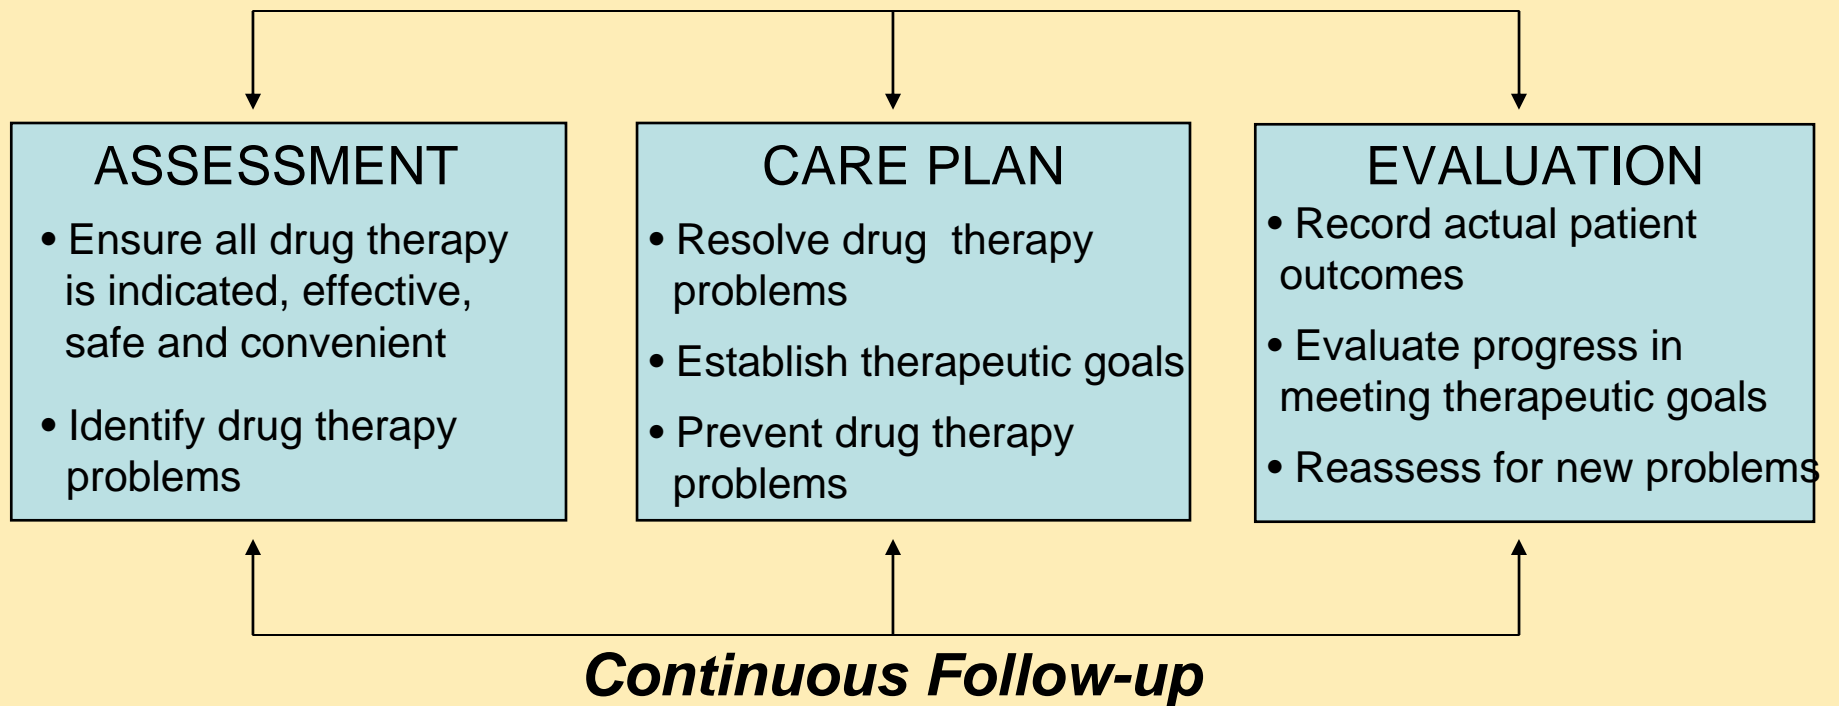 ASSESSMENT
• Ensure all drug therapy
is indicated, effective,
safe and convenient
• Identify drug therapy
problems
CARE PLAN
• Resolve drug  therapy
problems
• Establish therapeutic goals
• Prevent drug therapy
problems
EVALUATION
• Record actual patient
outcomes
• Evaluate progress in
meeting therapeutic goals
• Reassess for new problems
Continuous Follow-up